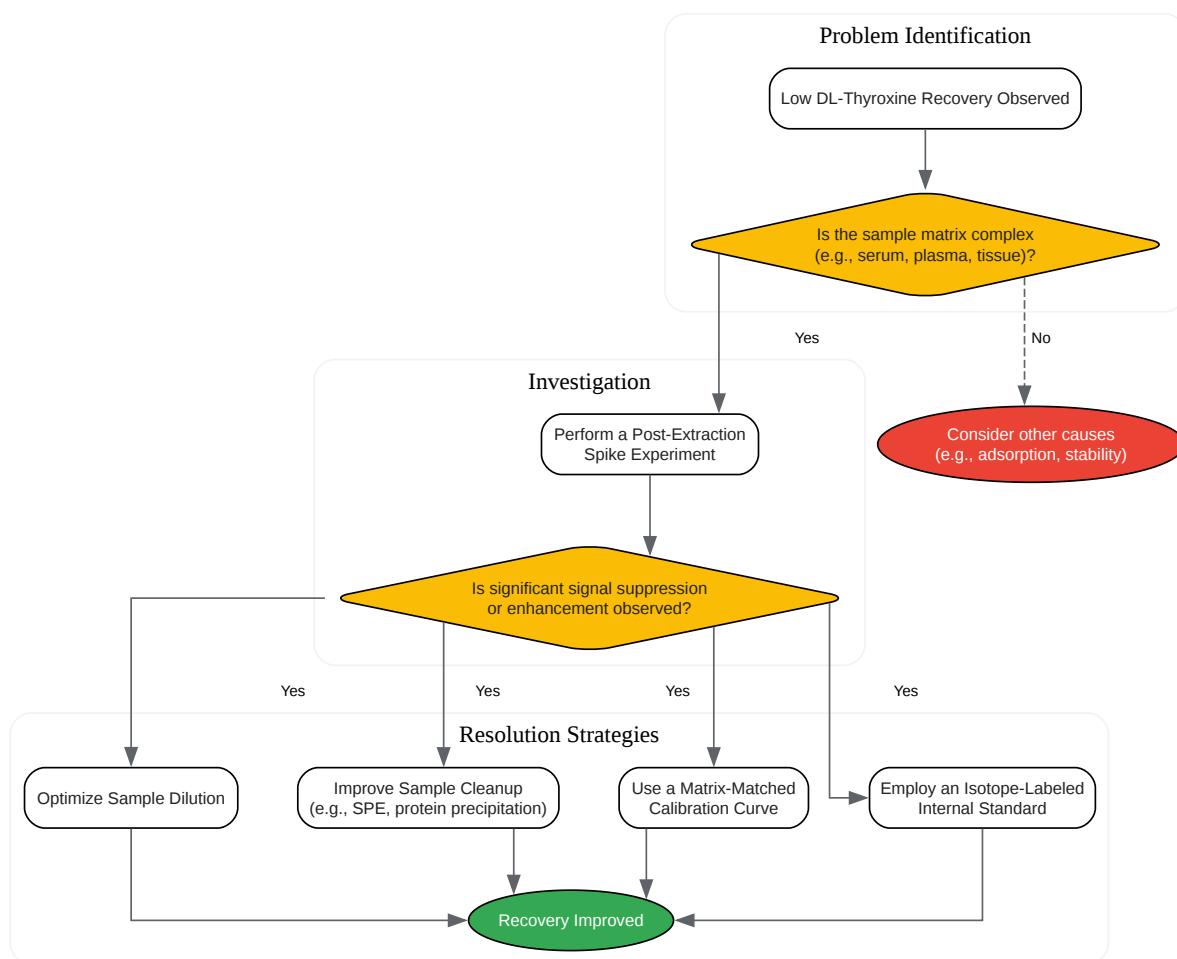 Problem Identification
Low DL-Thyroxine Recovery Observed
Is the sample matrix complex
(e.g., serum, plasma, tissue)?
Yes
No
Investigation
Perform a Post-Extraction
Spike Experiment
Consider other causes
(e.g., adsorption, stability)
Is significant signal suppression
or enhancement observed?
Yes
Yes
Yes
Yes
Resolution Strategies
Optimize Sample Dilution
Improve Sample Cleanup
(e.g., SPE, protein precipitation)
Use a Matrix-Matched
Calibration Curve
Employ an Isotope-Labeled
Internal Standard
Recovery Improved